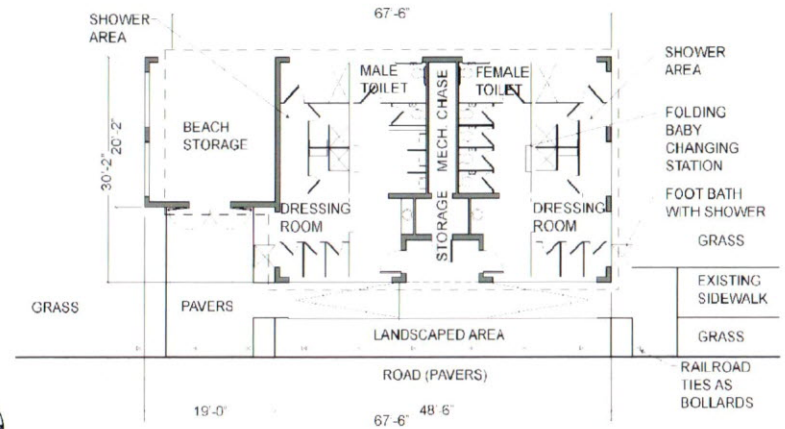 67'-6"
SHOWER
AREA
MALE
TOILET
FEMALE
TOILET
SHOWER
AREA
BEACH
STORAGE
MECH. CHASE
STORAGE
FOLDING
BABY
CHANGING
STATION
20'-2"
30'-2"
DRESSING
ROOM
DRESSING
ROOM
FOOT BATH
WITH SHOWER
GRASS
GRASS
PAVERS
EXISTING
SIDEWALK
LANDSCAPED AREA
GRASS
ROAD (PAVERS)
RAILROAD
TIES AS
BOLLARDS
19'-0"
48'-6"
67'-6"